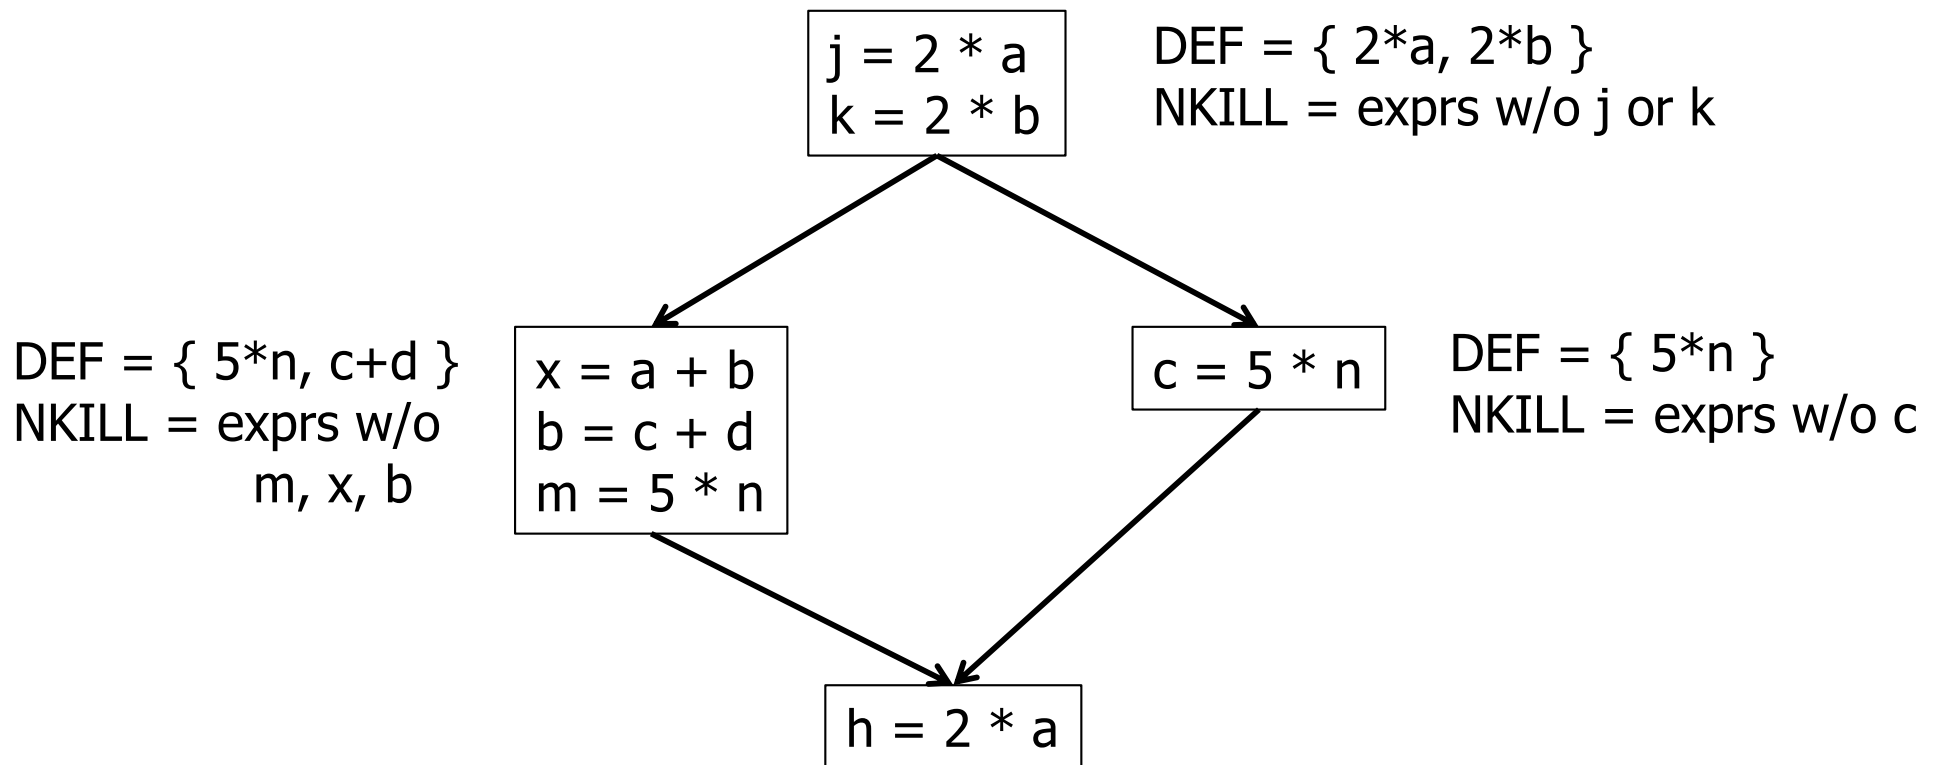 j = 2 * a
k = 2 * b
DEF = { 2*a, 2*b }
NKILL = exprs w/o j or k
DEF = { 5*n, c+d }
NKILL = exprs w/o
m, x, b
x = a + b
b = c + d
m = 5 * n
c = 5 * n
DEF = { 5*n }
NKILL = exprs w/o c
h = 2 * a